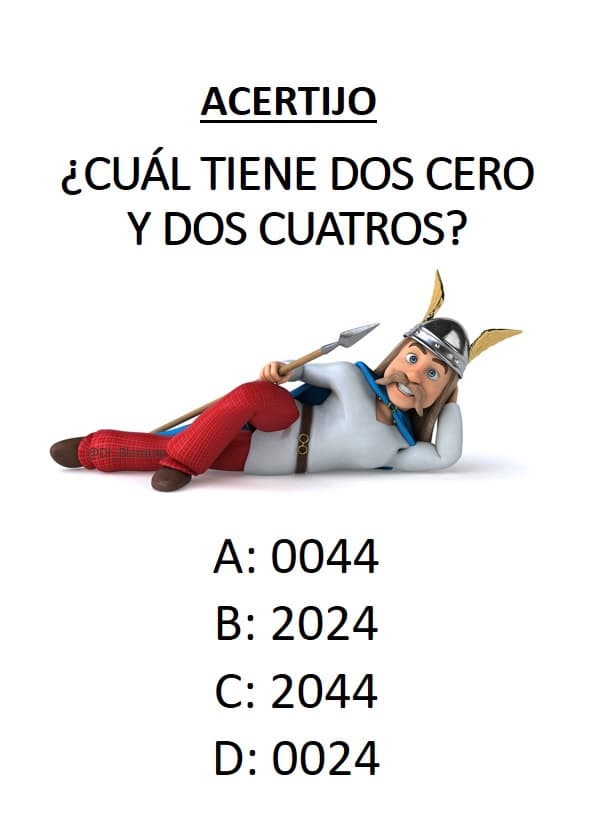 ACERTIJO
¿CUÁL TIENE DOS CERO
Y DOS CUATROS?
A: 0044
B: 2024
C: 2044
D: 0024